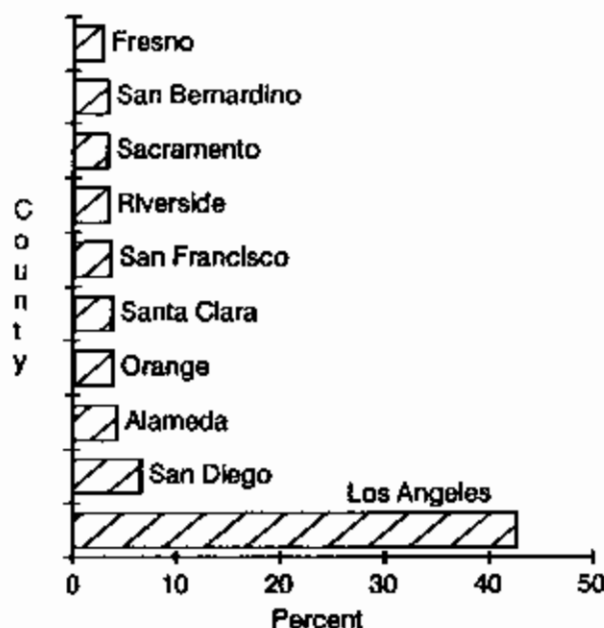 Fresno
San Bernardino
Sacramento
Riverside
San Francisco
Santa Clara
Orange
Alameda
San Diego
Los Angeles
County
0 10 20 30 40 50
Percent